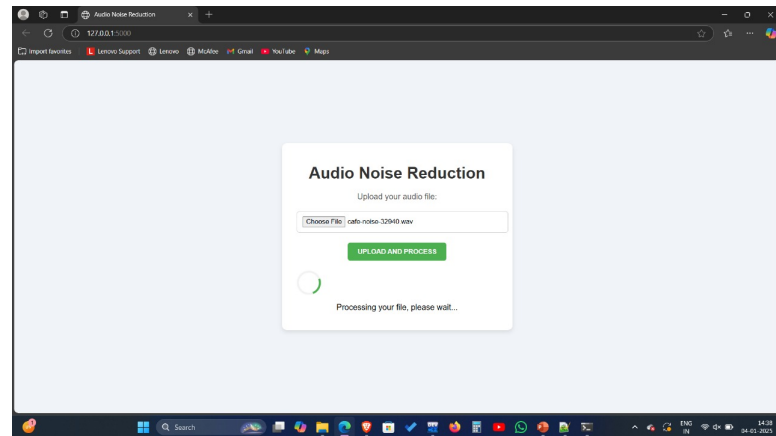 Audio Noise Reduction
127.0.0.1:5000
Import favorites
Lenovo Support
Lenovo
McAfee
Gmail
YouTube
Maps
Audio Noise Reduction
Upload your audio file:
Choose File cafe-noise-32940.wav
UPLOAD AND PROCESS
Processing your file, please wait...
Search
ENG
IN
14:38
04-01-2025